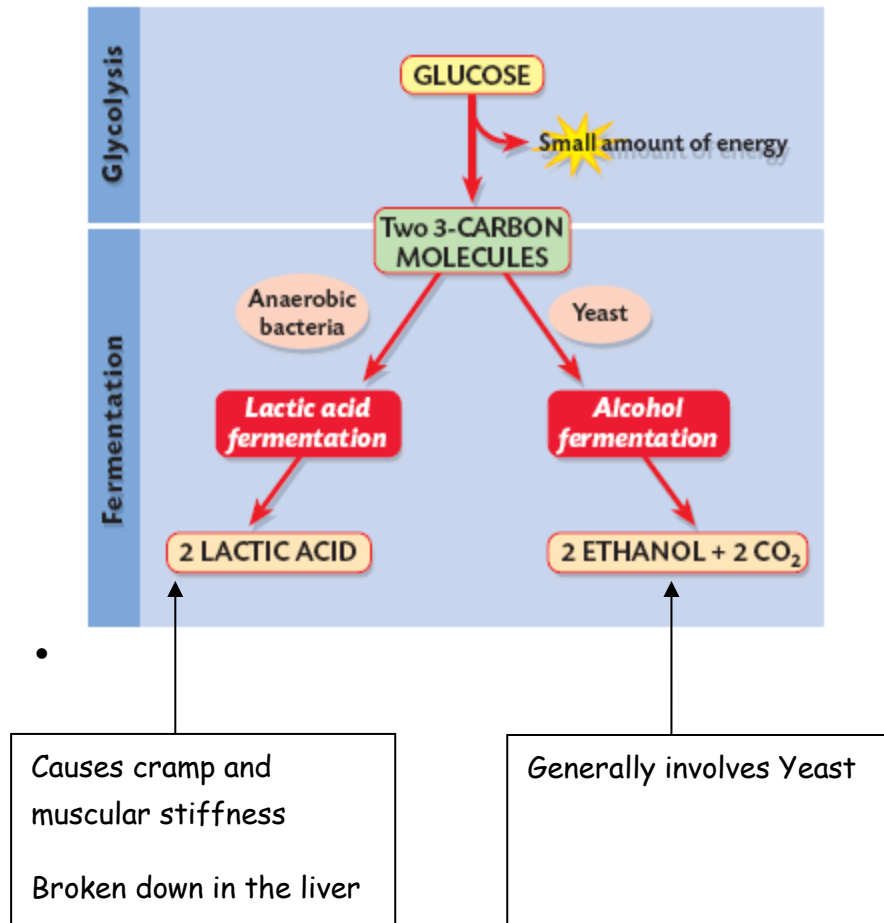 Glycolysis
GLUCOSE
Small amount of energy
Two 3-CARBON
MOLECULES
Fermentation
Anaerobic
bacteria
Yeast
Lactic acid
fermentation
Alcohol
fermentation
2 LACTIC ACID
2 ETHANOL + 2 CO₂
•
Causes cramp and
muscular stiffness
Broken down in the liver
Generally involves Yeast